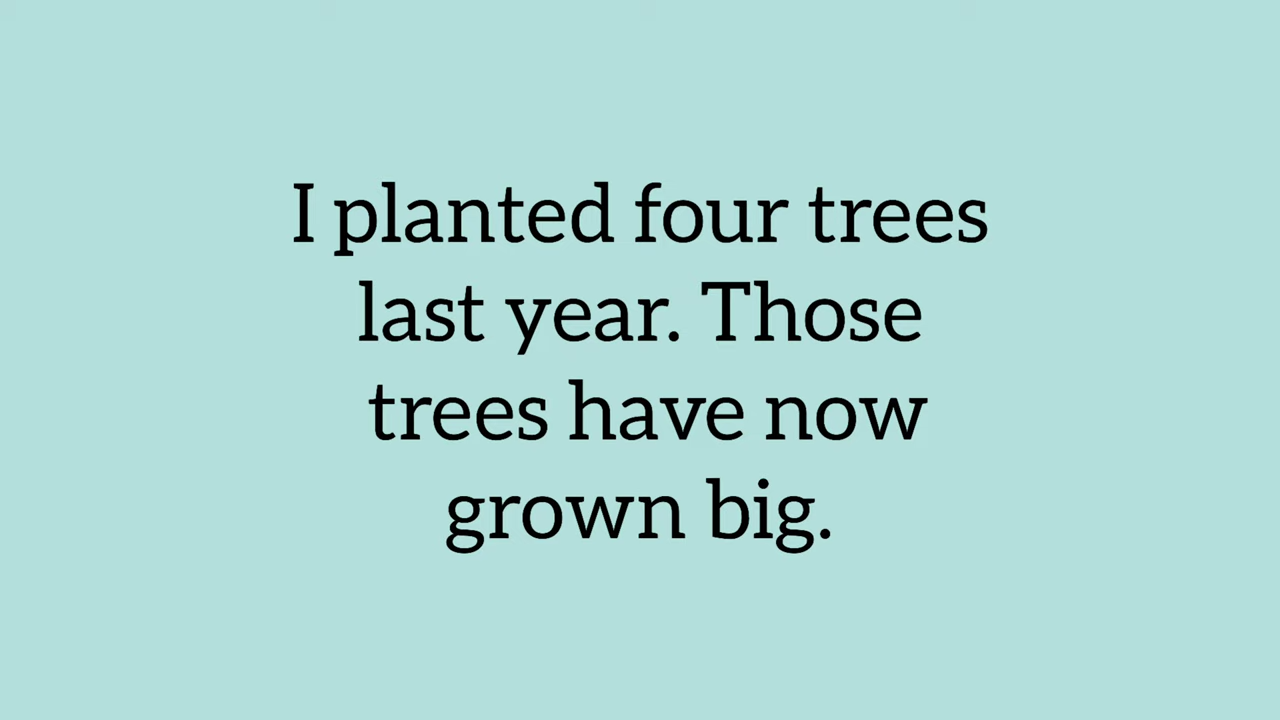 I planted four trees
last year. Those
trees have now
grown big.